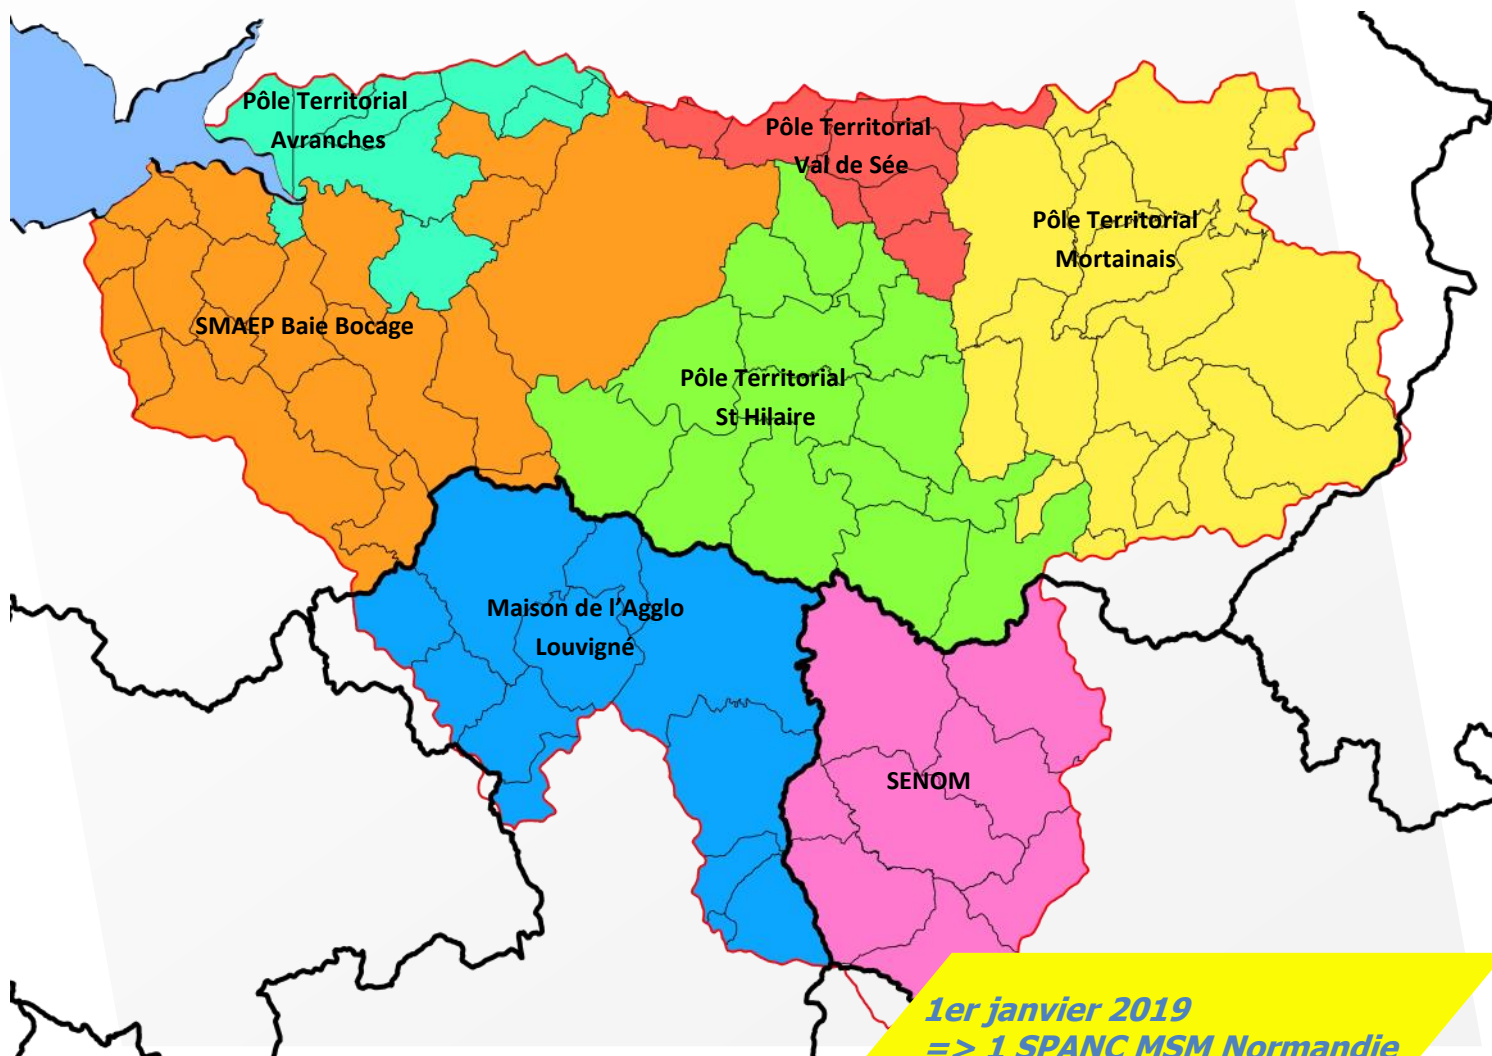 Pôle Territorial
Avranches
Pôle Territorial
Val de Sée
Pôle Territorial
Mortainais
SMAEP Baie Bocage
Pôle Territorial
St Hilaire
Maison de l’Agglo
Louvigné
SENOM
1er janvier 2019
=> 1 SPANC MSM Normandie